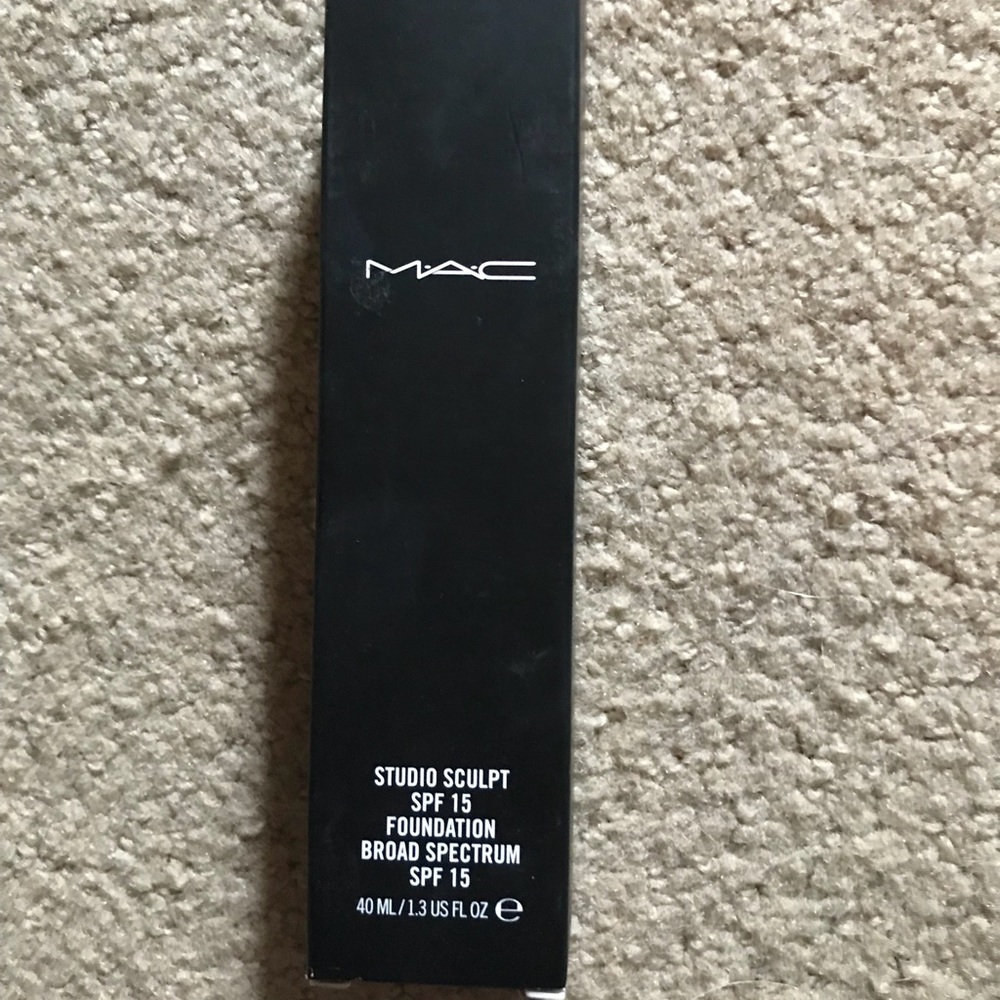 M·A·C
STUDIO SCULPT
SPF 15
FOUNDATION
BROAD SPECTRUM
SPF 15
40 ML / 1.3 US FL OZ ℮